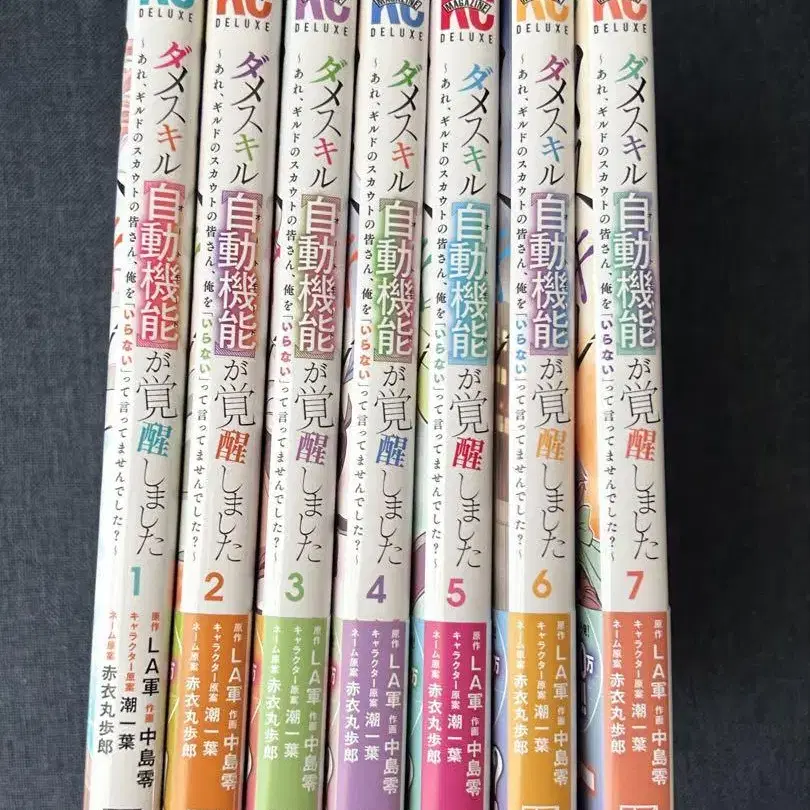 KC
DELUXE
ダメスキル【自動機能】が覚醒しました
~あれ、ギルドのスカウトの皆さん、俺を「いらない」って言ってませんでした?~
1
原作 LA軍 作画 中島零
キャラクター原案 潮一葉
ネーム原案 赤衣丸歩郎
KC
DELUXE
ダメスキル【自動機能】が覚醒しました
~あれ、ギルドのスカウトの皆さん、俺を「いらない」って言ってませんでした?~
2
原作 LA軍 作画 中島零
キャラクター原案 潮一葉
ネーム原案 赤衣丸歩郎
KC
MAGAZINE
DELUXE
ダメスキル【自動機能】が覚醒しました
~あれ、ギルドのスカウトの皆さん、俺を「いらない」って言ってませんでした?~
3
原作 LA軍 作画 中島零
キャラクター原案 潮一葉
ネーム原案 赤衣丸歩郎
KC
MAGAZINE
DELUXE
ダメスキル【自動機能】が覚醒しました
~あれ、ギルドのスカウトの皆さん、俺を「いらない」って言ってませんでした?~
4
原作 LA軍 作画 中島零
キャラクター原案 潮一葉
ネーム原案 赤衣丸歩郎
KC
MAGAZINE
DELUXE
ダメスキル【自動機能】が覚醒しました
~あれ、ギルドのスカウトの皆さん、俺を「いらない」って言ってませんでした?~
5
原作 LA軍 作画 中島零
キャラクター原案 潮一葉
ネーム原案 赤衣丸歩郎
KC
MAGAZINE
DELUXE
ダメスキル【自動機能】が覚醒しました
~あれ、ギルドのスカウトの皆さん、俺を「いらない」って言ってませんでした?~
6
原作 LA軍 作画 中島零
キャラクター原案 潮一葉
ネーム原案 赤衣丸歩郎
KC
MAGAZINE
DELUXE
ダメスキル【自動機能】が覚醒しました
~あれ、ギルドのスカウトの皆さん、俺を「いらない」って言ってませんでした?~
7
原作 LA軍 作画 中島零
キャラクター原案 潮一葉
ネーム原案 赤衣丸歩郎